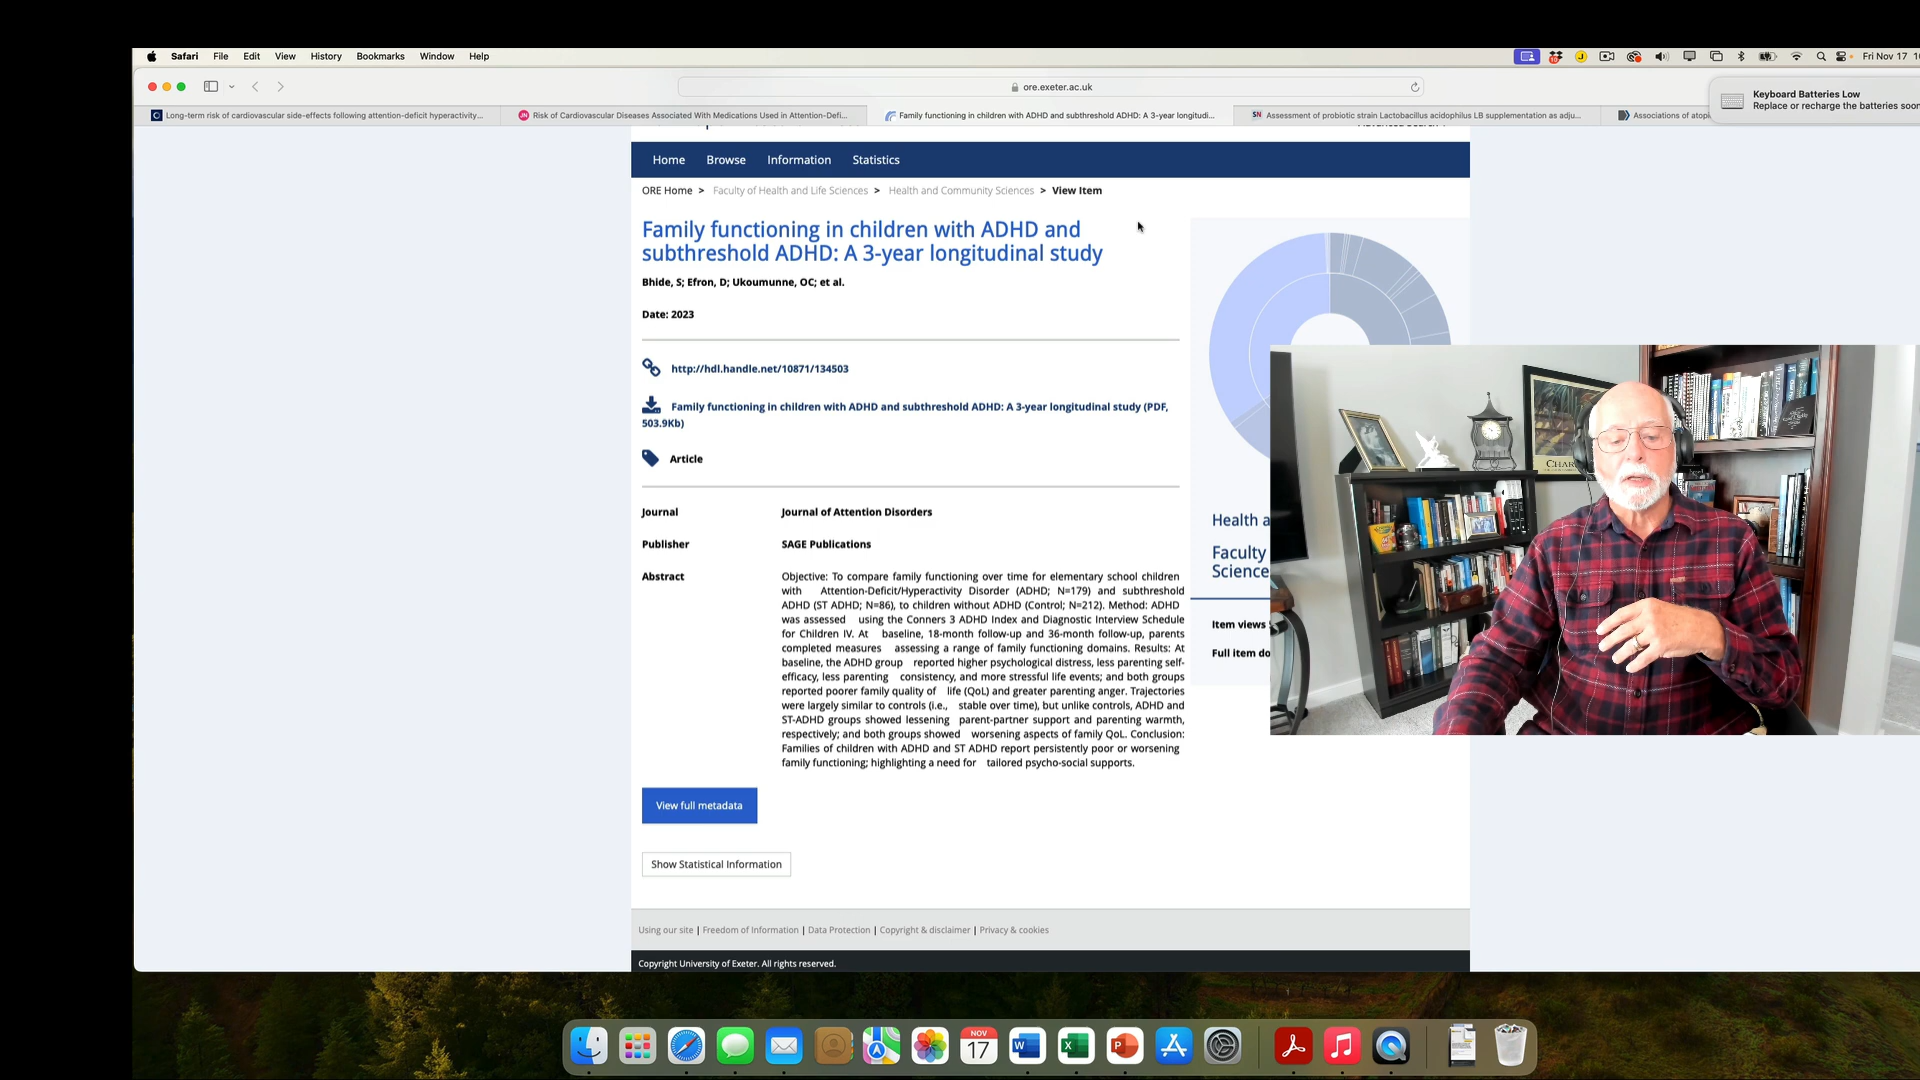 Safari File Edit View History Bookmarks Window Help
Fri Nov 17
ore.exeter.ac.uk
Keyboard Batteries Low
Replace or recharge the batteries soon
Long-term risk of cardiovascular side-effects following attention-deficit hyperactivity...
Risk of Cardiovascular Diseases Associated With Medications Used in Attention-Defi...
Family functioning in children with ADHD and subthreshold ADHD: A 3-year longitudi...
SN Assessment of probiotic strain Lactobacillus acidophilus LB supplementation as adju...
Associations of atopi
Home Browse Information Statistics
ORE Home > Faculty of Health and Life Sciences > Health and Community Sciences > View Item
Family functioning in children with ADHD and
subthreshold ADHD: A 3-year longitudinal study
Bhide, S; Efron, D; Ukoumunne, OC; et al.
Date: 2023
http://hdl.handle.net/10871/134503
Family functioning in children with ADHD and subthreshold ADHD: A 3-year longitudinal study (PDF,
503.9Kb)
Article
Journal Journal of Attention Disorders
Publisher SAGE Publications
Abstract Objective: To compare family functioning over time for elementary school children
with Attention-Deficit/Hyperactivity Disorder (ADHD; N=179) and subthreshold
ADHD (ST ADHD; N=86), to children without ADHD (Control; N=212). Method: ADHD
was assessed using the Conners 3 ADHD Index and Diagnostic Interview Schedule
for Children IV. At baseline, 18-month follow-up and 36-month follow-up, parents
completed measures assessing a range of family functioning domains. Results: At
baseline, the ADHD group reported higher psychological distress, less parenting self-
efficacy, less parenting consistency, and more stressful life events; and both groups
reported poorer family quality of life (QoL) and greater parenting anger. Trajectories
were largely similar to controls (i.e., stable over time), but unlike controls, ADHD and
ST-ADHD groups showed lessening parent-partner support and parenting warmth,
respectively; and both groups showed worsening aspects of family QoL. Conclusion:
Families of children with ADHD and ST ADHD report persistently poor or worsening
family functioning; highlighting a need for tailored psycho-social supports.
Health a
Faculty
Science
Item views
Full item do
CHAR
View full metadata
Show Statistical Information
Using our site | Freedom of Information | Data Protection | Copyright & disclaimer | Privacy & cookies
Copyright University of Exeter. All rights reserved.
NOV
17